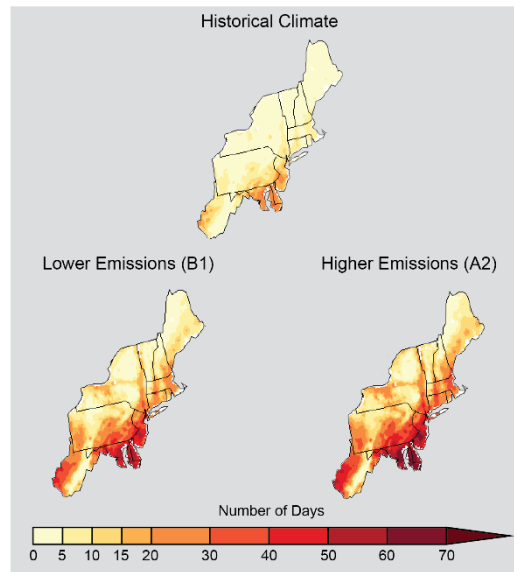 Historical Climate
Lower Emissions (B1)
Higher Emissions (A2)
Number of Days
0 5 10 15 20 30 40 50 60 70